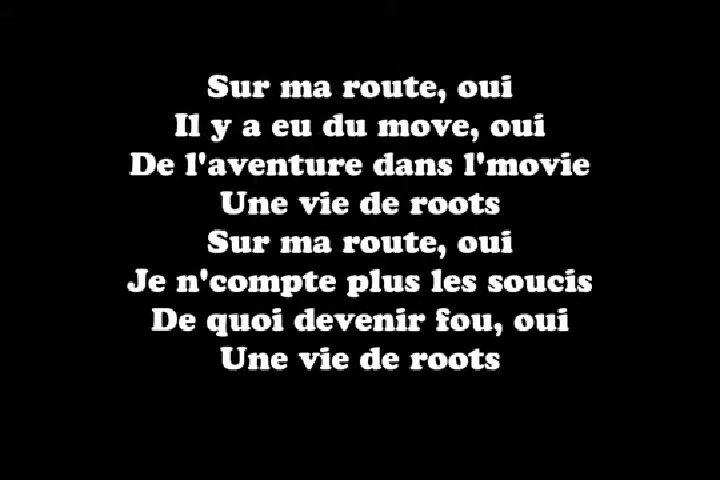 Sur ma route, oui
Il y a eu du move, oui
De l'aventure dans l'movie
Une vie de roots
Sur ma route, oui
Je n'compte plus les soucis
De quoi devenir fou, oui
Une vie de roots